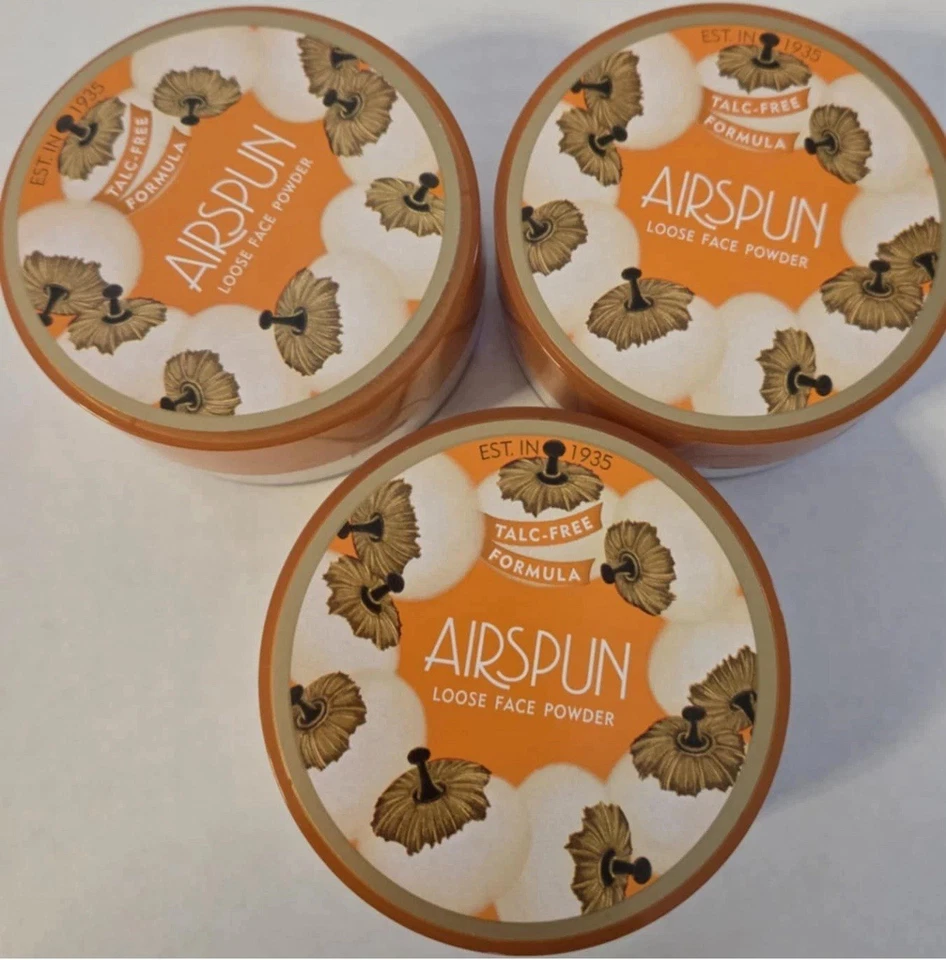 EST. IN 1935
TALC-FREE
FORMULA
AIRSPUN
LOOSE FACE POWDER
EST. IN 1935
TALC-FREE
FORMULA
AIRSPUN
LOOSE FACE POWDER
EST. IN 1935
TALC-FREE
FORMULA
AIRSPUN
LOOSE FACE POWDER